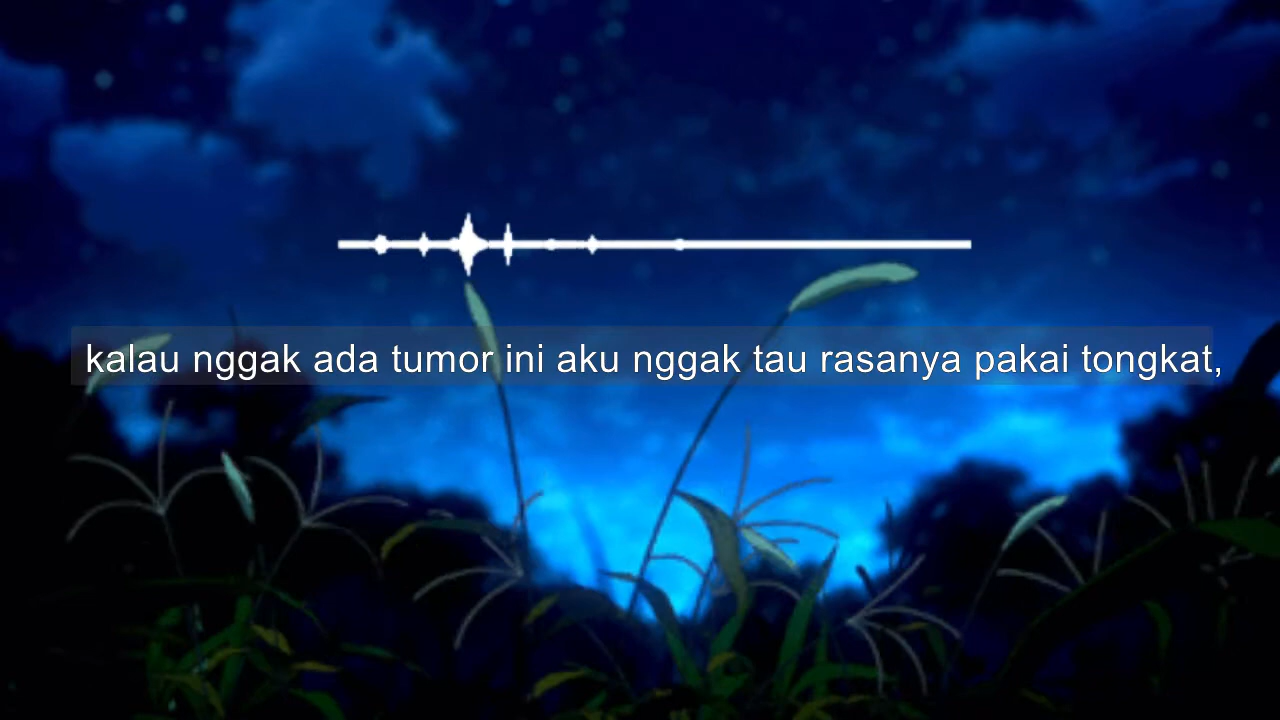 kalau nggak ada tumor ini aku nggak tau rasanya pakai tongkat,